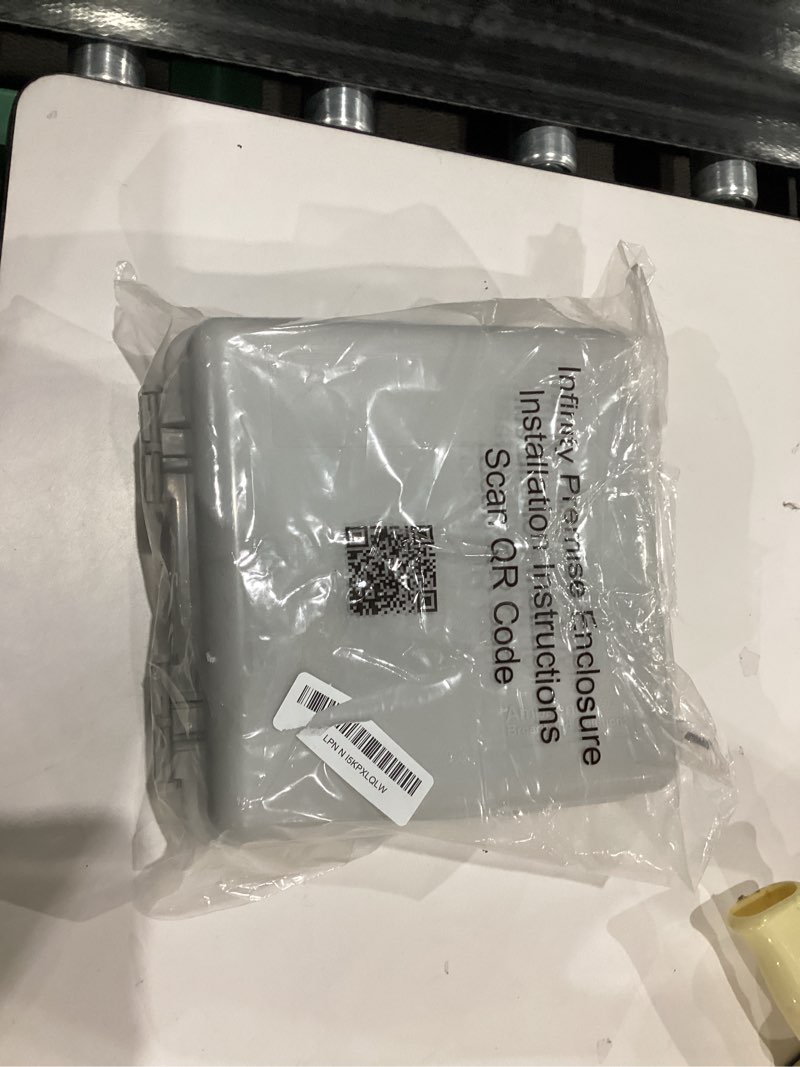 Infinity Premise Enclosure
Installation Instructions
Scan QR Code
LPN N I5KPXLQLW